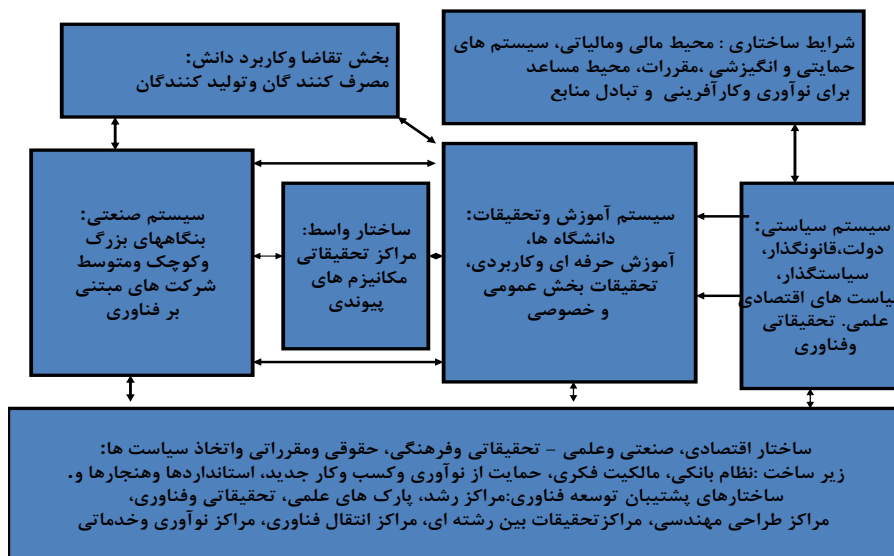 بخش تقاضا وکاربرد دانش:
مصرف کنند گان وتولید کنندگان
شرایط ساختاری : محیط مالی ومالیاتی، سیستم های
حمایتی و انگیزشی ،مقررات، محیط مساعد
برای نوآوری وکارآفرینی و تبادل منابع
سیستم سیاستی:
دولت،قانونگذار،
سیاستگذار،
یاست های اقتصادی
علمی. تحقیقاتی
وفناوری
سیستم آموزش وتحقیقات:
دانشگاه ها،
آموزش حرفه ای وکاربردی،
تحقیقات بخش عمومی
و خصوصی
ساختار واسط:
مراکز تحقیقاتی
مکانیزم های
پیوندی
سیستم صنعتی:
بنگاههای بزرگ
وکوچک ومتوسط
شرکت های مبتنی
بر فناوری
ساختار اقتصادی، صنعتی وعلمی – تحقیقاتی وفرهنگی، حقوقی ومقرراتی واتخاذ سیاست ها:
زیر ساخت :نظام بانکی، مالکیت فکری، حمایت از نوآوری وکسب وکار جدید، استانداردها وهنجارها و.
ساختارهای پشتیبان توسعه فناوری:مراکز رشد، پارک های علمی، تحقیقاتی وفناوری،
مراکز طراحی مهندسی، مراکزتحقیقات بین رشته ای، مراکز انتقال فناوری، مراکز نوآوری وخدماتی